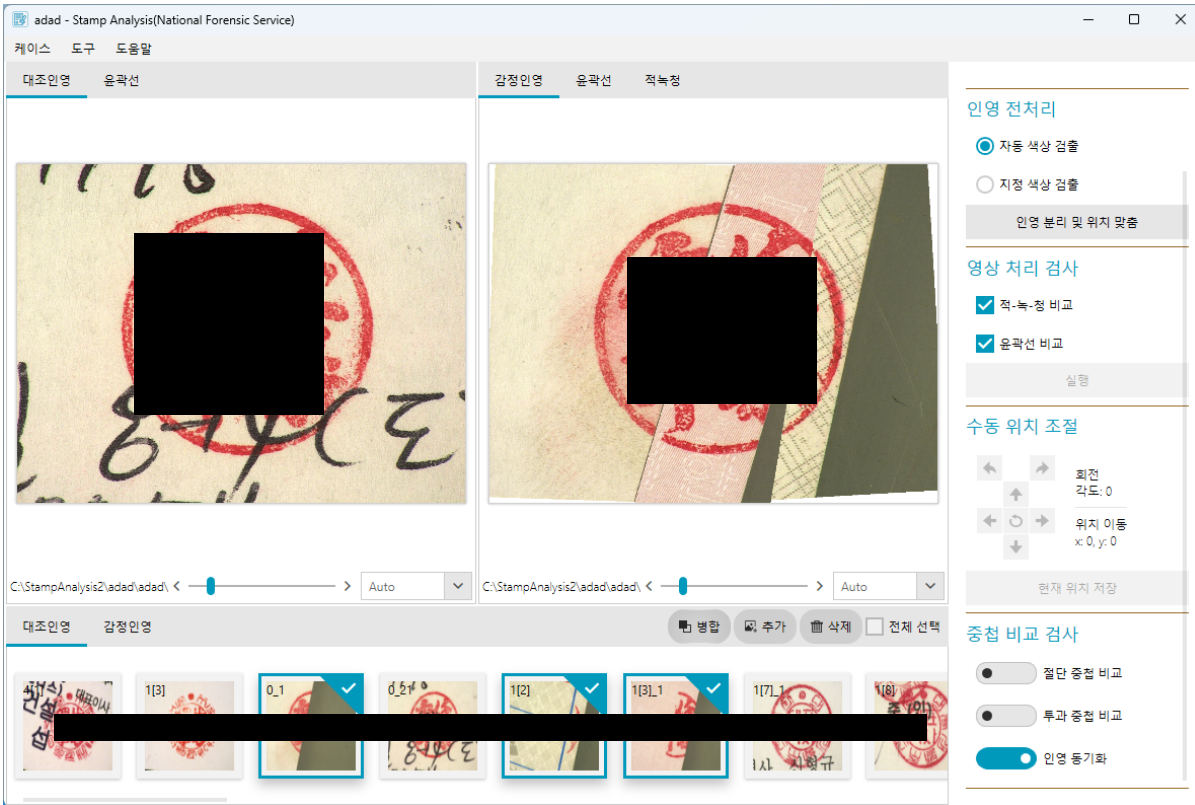 adad - Stamp Analysis(National Forensic Service)
케이스 도구 도움말
대조인영 윤곽선
감정인영 윤곽선 적녹청
인영 전처리
자동 색상 검출
지정 색상 검출
인영 분리 및 위치 맞춤
영상 처리 검사
적-녹-청 비교
윤곽선 비교
실행
수동 위치 조절
회전
각도: 0
위치 이동
x: 0, y: 0
현재 위치 저장
중첩 비교 검사
절단 중첩 비교
투과 중첩 비교
인영 동기화
C:\StampAnalysis2\adad\adad\ < > Auto
C:\StampAnalysis2\adad\adad\ < > Auto
대조인영 감정인영
병합 추가 삭제 전체 선택
1[3] 0_1 0_21 1[2] 1[3]_1 1[7]_1 1[8]
대표이사